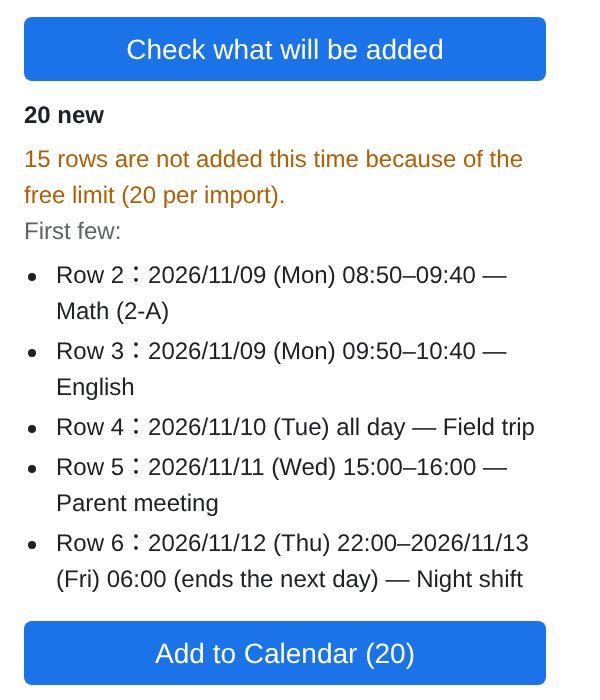 Check what will be added
20 new
15 rows are not added this time because of the
free limit (20 per import).
First few:
Row 2：2026/11/09 (Mon) 08:50–09:40 —
Math (2-A)
Row 3：2026/11/09 (Mon) 09:50–10:40 —
English
Row 4：2026/11/10 (Tue) all day — Field trip
Row 5：2026/11/11 (Wed) 15:00–16:00 —
Parent meeting
Row 6：2026/11/12 (Thu) 22:00–2026/11/13
(Fri) 06:00 (ends the next day) — Night shift
Add to Calendar (20)